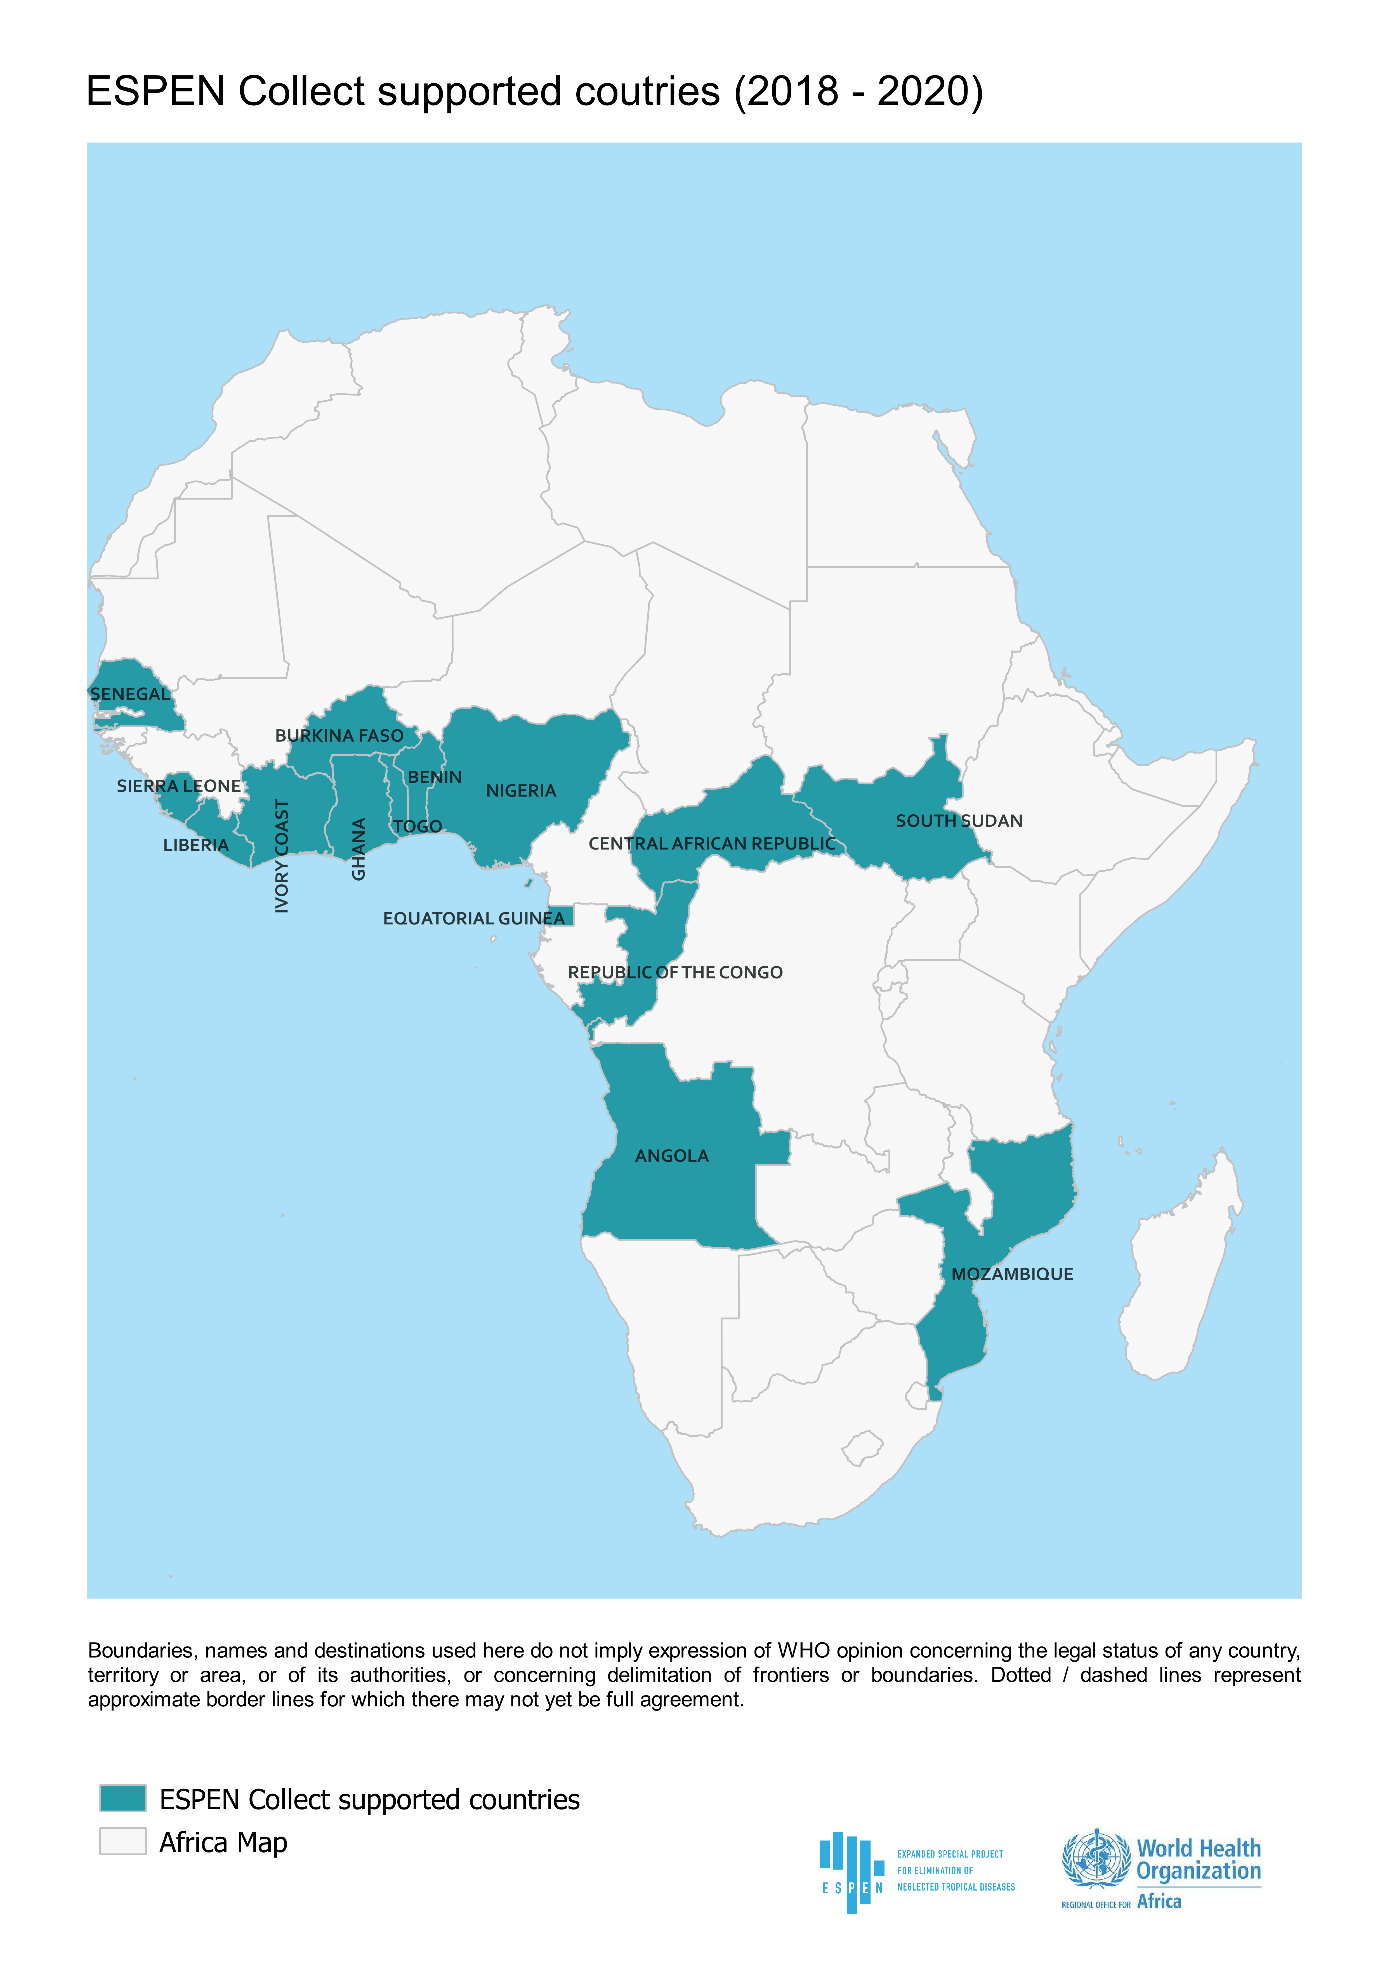 ESPEN Collect supported coutries (2018 - 2020)
SENEGAL
BURKINA FASO
BENIN
SIERRA LEONE
NIGERIA
IVORY COAST
GHANA
TOGO
LIBERIA
SOUTH SUDAN
CENTRAL AFRICAN REPUBLIC
EQUATORIAL GUINEA
REPUBLIC OF THE CONGO
ANGOLA
MOZAMBIQUE
Boundaries, names and destinations used here do not imply expression of WHO opinion concerning the legal status of any country,
territory or area, or of its authorities, or concerning delimitation of frontiers or boundaries. Dotted / dashed lines represent
approximate border lines for which there may not yet be full agreement.
ESPEN Collect supported countries
Africa Map
ESPEN
EXPANDED SPECIAL PROJECT
FOR ELIMINATION OF
NEGLECTED TROPICAL DISEASES
World Health
Organization
REGIONAL OFFICE FOR Africa